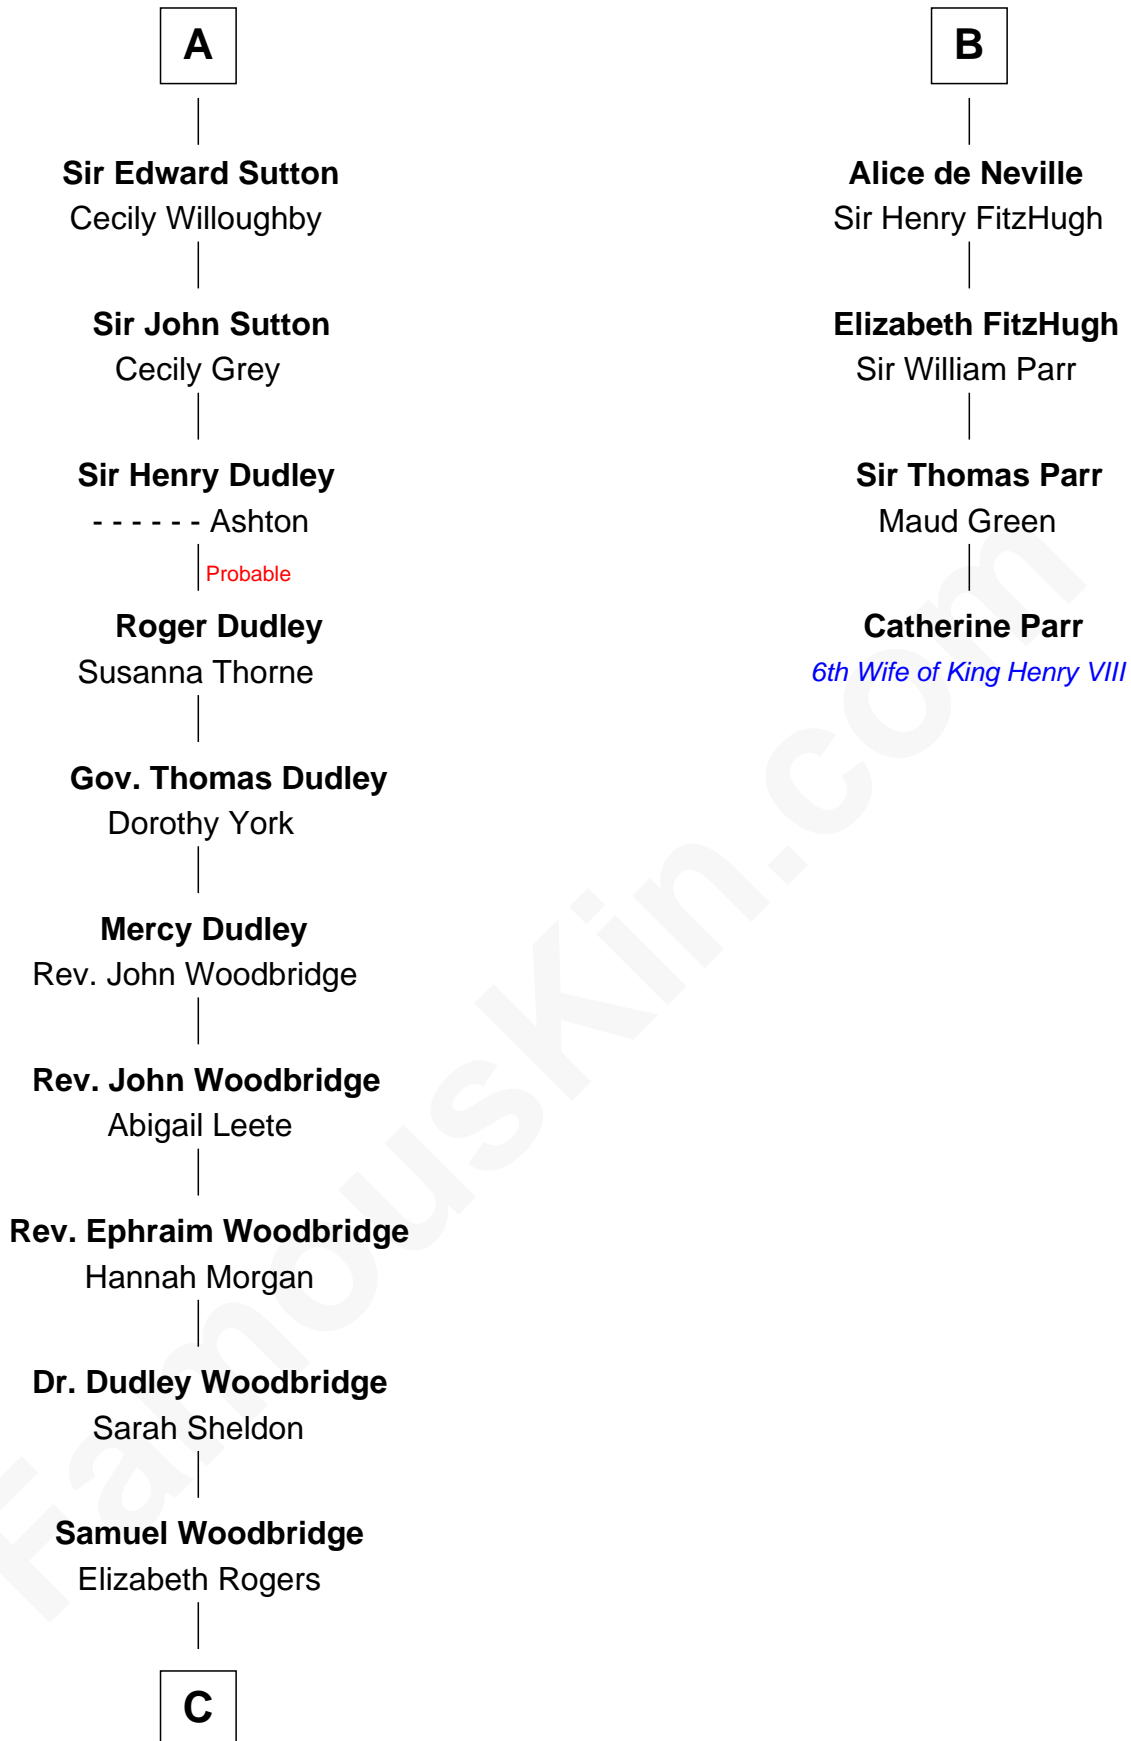 A
Sir Edward Sutton
Cecily Willoughby
Sir John Sutton
Cecily Grey
Sir Henry Dudley
- - - - - - Ashton
Probable
Roger Dudley
Susanna Thorne
Gov. Thomas Dudley
Dorothy York
Mercy Dudley
Rev. John Woodbridge
Rev. John Woodbridge
Abigail Leete
Rev. Ephraim Woodbridge
Hannah Morgan
Dr. Dudley Woodbridge
Sarah Sheldon
Samuel Woodbridge
Elizabeth Rogers
C
B
Alice de Neville
Sir Henry FitzHugh
Elizabeth FitzHugh
Sir William Parr
Sir Thomas Parr
Maud Green
Catherine Parr
6th Wife of King Henry VIII
FamousKin.com